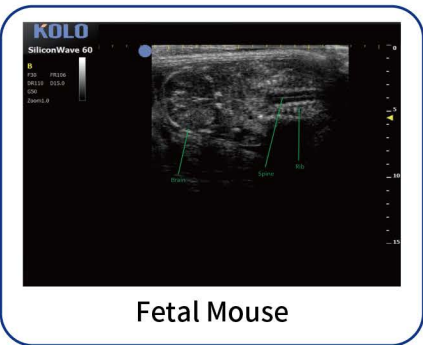 KOLO
SiliconWave 60
B
F30 FR106
DR110 D15.0
G50
Zoom1.0
0
5
10
15
Brain
Spine
Rib
Fetal Mouse